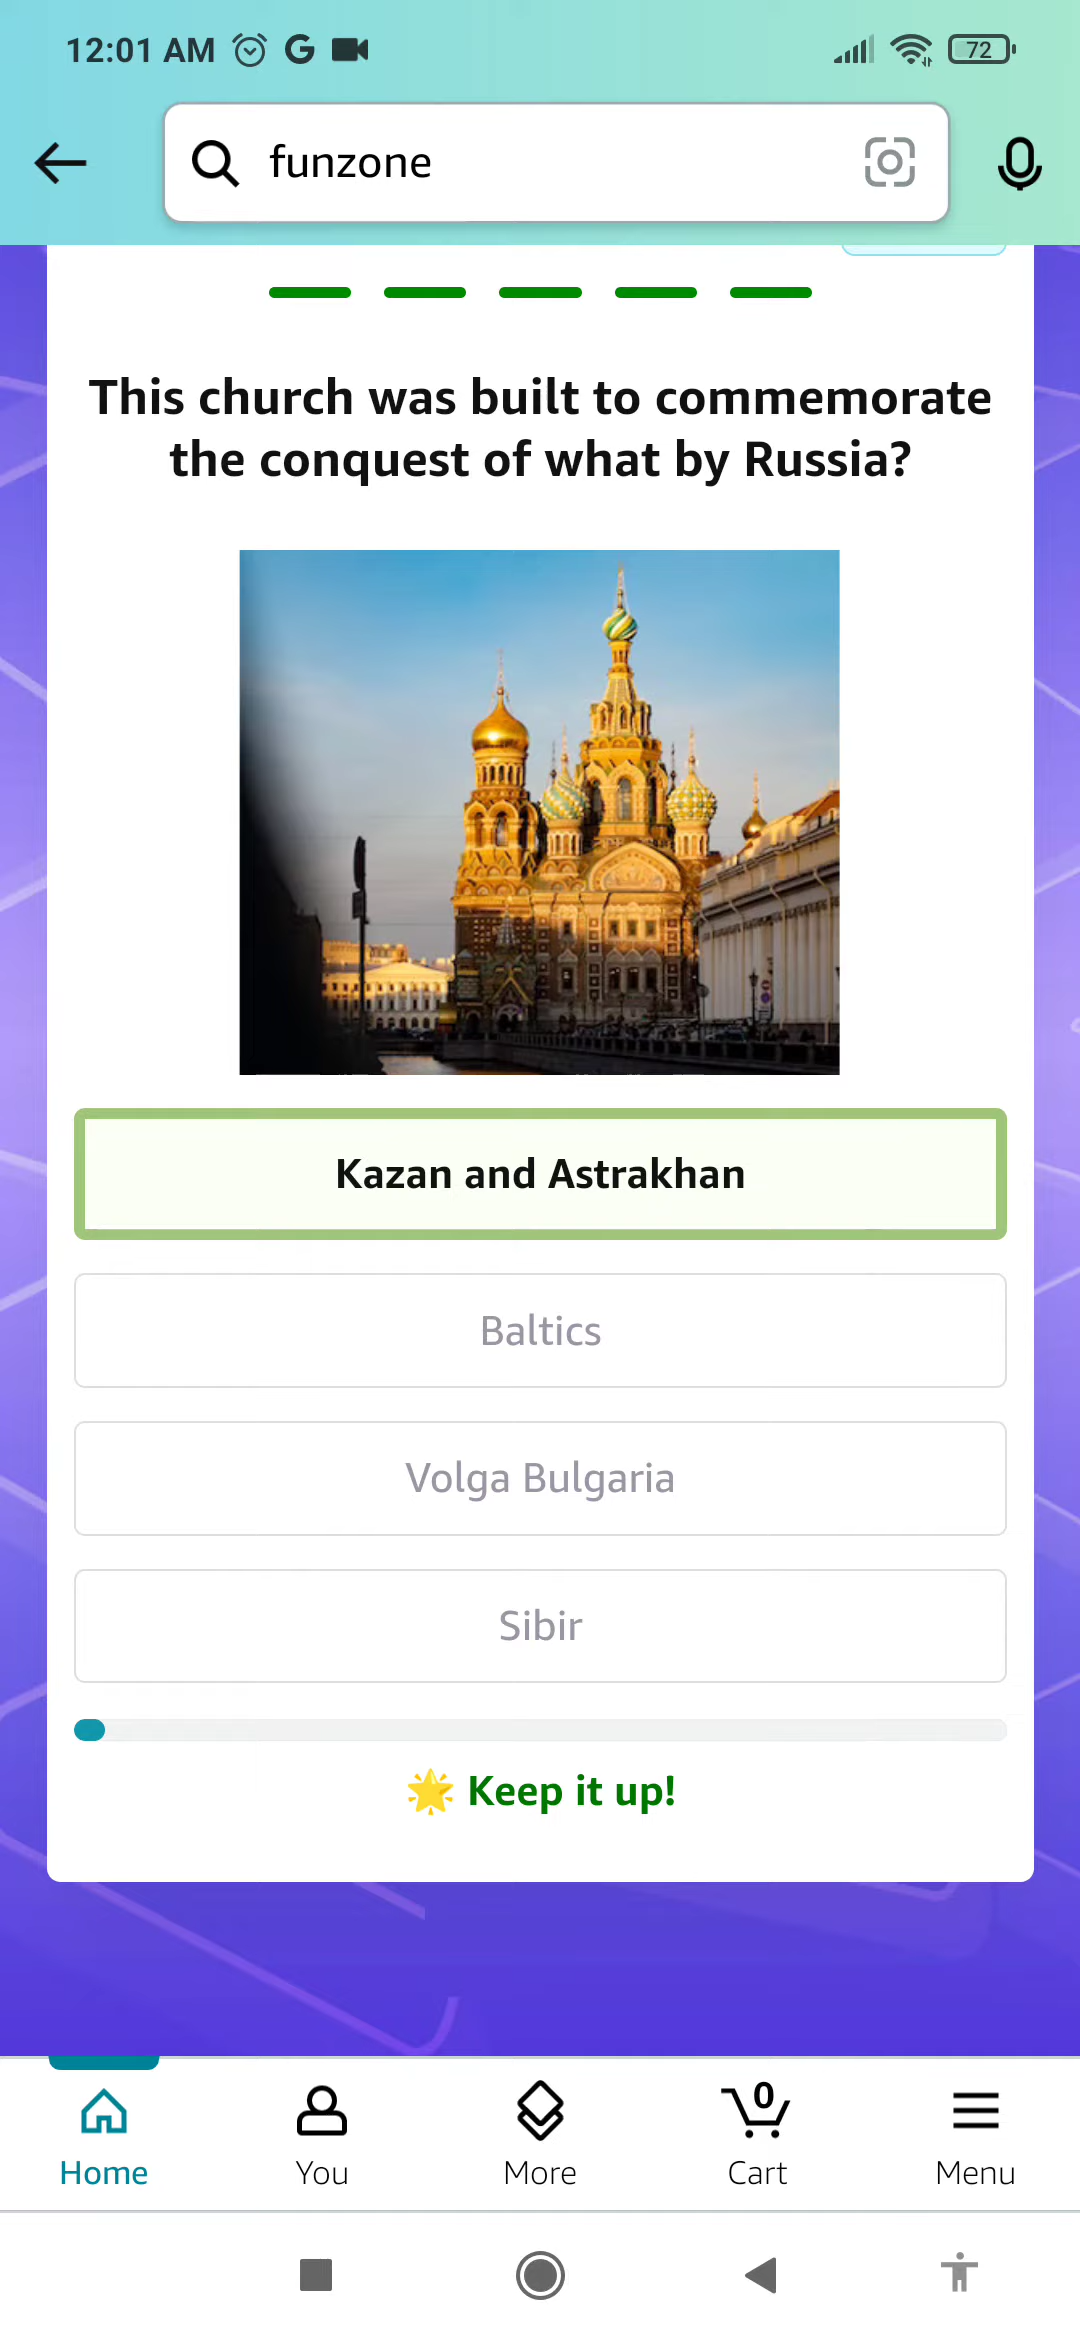 12:01 AM
72
funzone
This church was built to commemorate
the conquest of what by Russia?
Kazan and Astrakhan
Baltics
Volga Bulgaria
Sibir
Keep it up!
0
Home
You
More
Cart
Menu